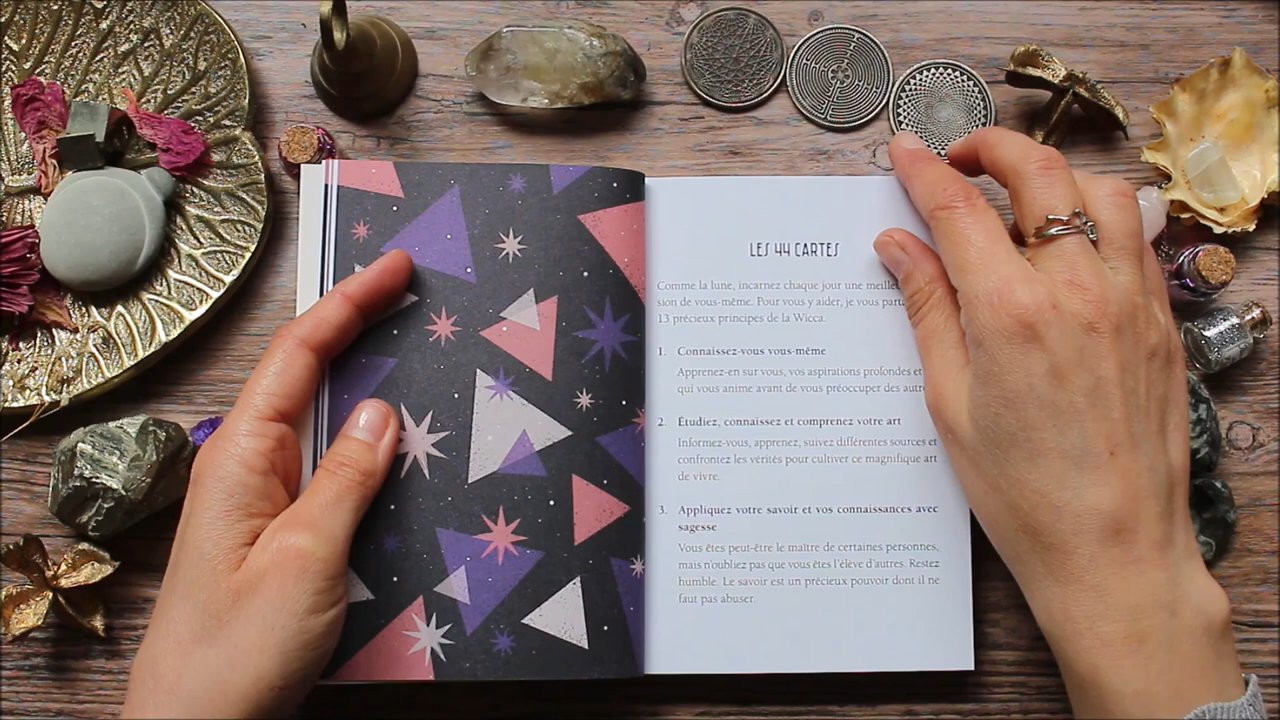 LES 44 CARTES
Comme la lune, incarnez chaque jour une
sion de vous-même. Pour vous y aider, je vous
13 précieux principes de la Wicca.
1. Connaissez-vous vous-même
Apprenez-en sur vous, vos aspirations profondes et
qui vous anime avant de vous préoccuper des
2. Étudiez, connaissez et comprenez votre art
Informez-vous, apprenez, suivez différentes sources et
confrontez les vérités pour cultiver ce magnifique art
de vivre.
3. Appliquez votre savoir et vos connaissances avec
sagesse
Vous êtes peut-être le maître de certaines personnes,
mais n'oubliez pas que vous êtes l'élève d'autres. Restez
humble. Le savoir est un précieux pouvoir dont il ne
faut pas abuser.